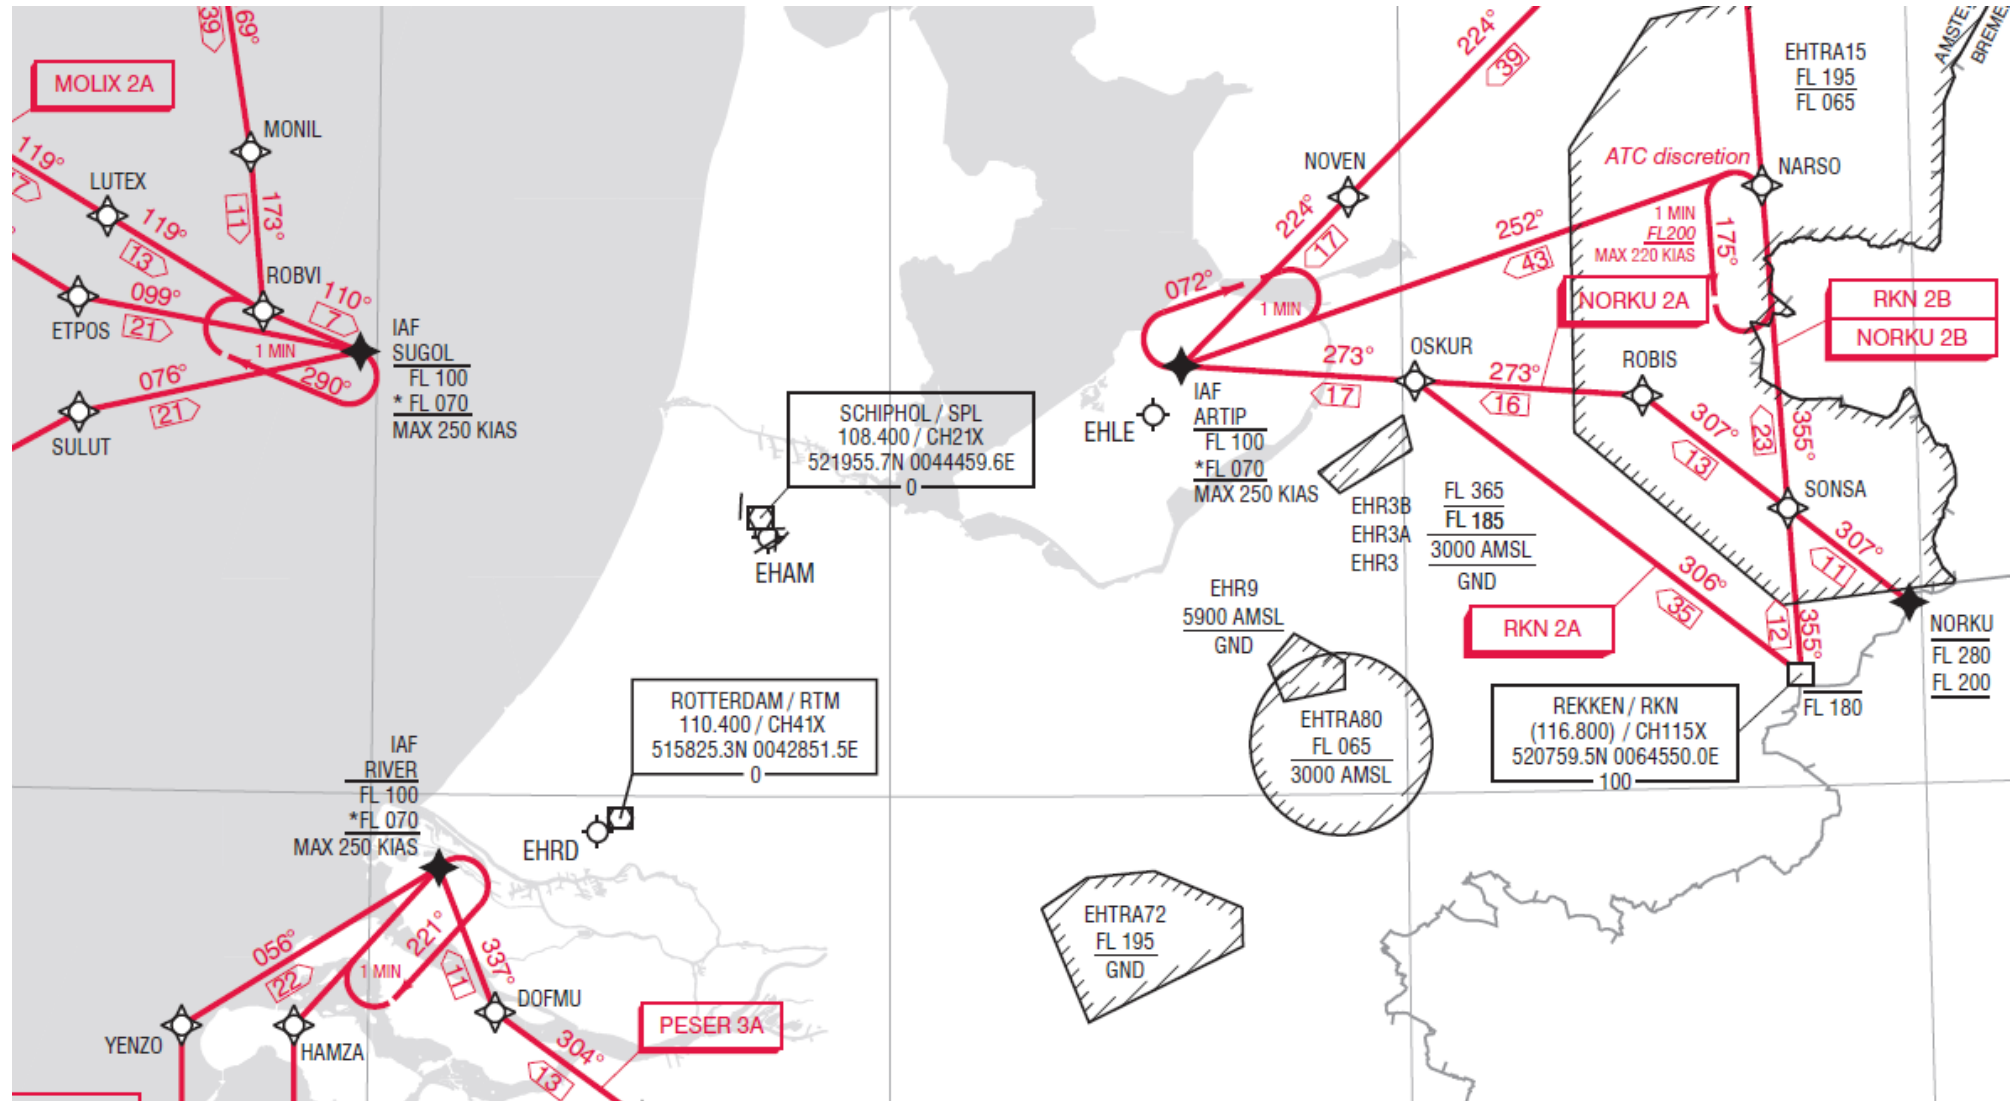 39
69°
MOLIX 2A
MONIL
119°
LUTEX
119°
13
11
173°
ROBVI
110°
7
099°
21
ETPOS
1 MIN
290°
076°
21
SULUT
IAF
SUGOL
FL 100
* FL 070
MAX 250 KIAS
SCHIPHOL / SPL
108.400 / CH21X
521955.7N 0044459.6E
0
EHAM
ROTTERDAM / RTM
110.400 / CH41X
515825.3N 0042851.5E
0
EHRD
IAF
RIVER
FL 100
*FL 070
MAX 250 KIAS
056°
22
221°
1 MIN
11
337°
YENZO
HAMZA
DOFMU
PESER 3A
304°
13
224°
39
NOVEN
224°
17
072°
1 MIN
252°
43
EHLE
IAF
ARTIP
FL 100
*FL 070
MAX 250 KIAS
273°
17
OSKUR
273°
16
NORKU 2A
ROBIS
ATC discretion
NARSO
1 MIN
FL200
MAX 220 KIAS
175°
EHTRA15
FL 195
FL 065
AMSTE
BREME
RKN 2B
NORKU 2B
307°
13
23
355°
SONSA
307°
11
NORKU
FL 280
FL 200
306°
35
RKN 2A
12
355°
FL 180
REKKEN / RKN
(116.800) / CH115X
520759.5N 0064550.0E
100
EHR3B
EHR3A
EHR3
FL 365
FL 185
3000 AMSL
GND
EHR9
5900 AMSL
GND
EHTRA80
FL 065
3000 AMSL
EHTRA72
FL 195
GND